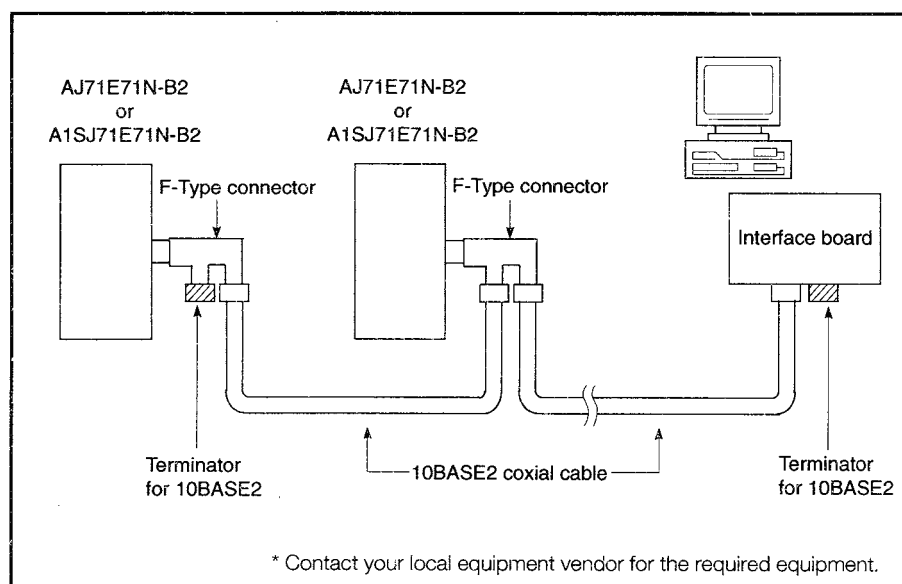 AJ71E71N-B2
or
A1SJ71E71N-B2
AJ71E71N-B2
or
A1SJ71E71N-B2
F-Type connector
F-Type connector
Interface board
Terminator
for 10BASE2
10BASE2 coxial cable
Terminator
for 10BASE2
* Contact your local equipment vendor for the required equipment.